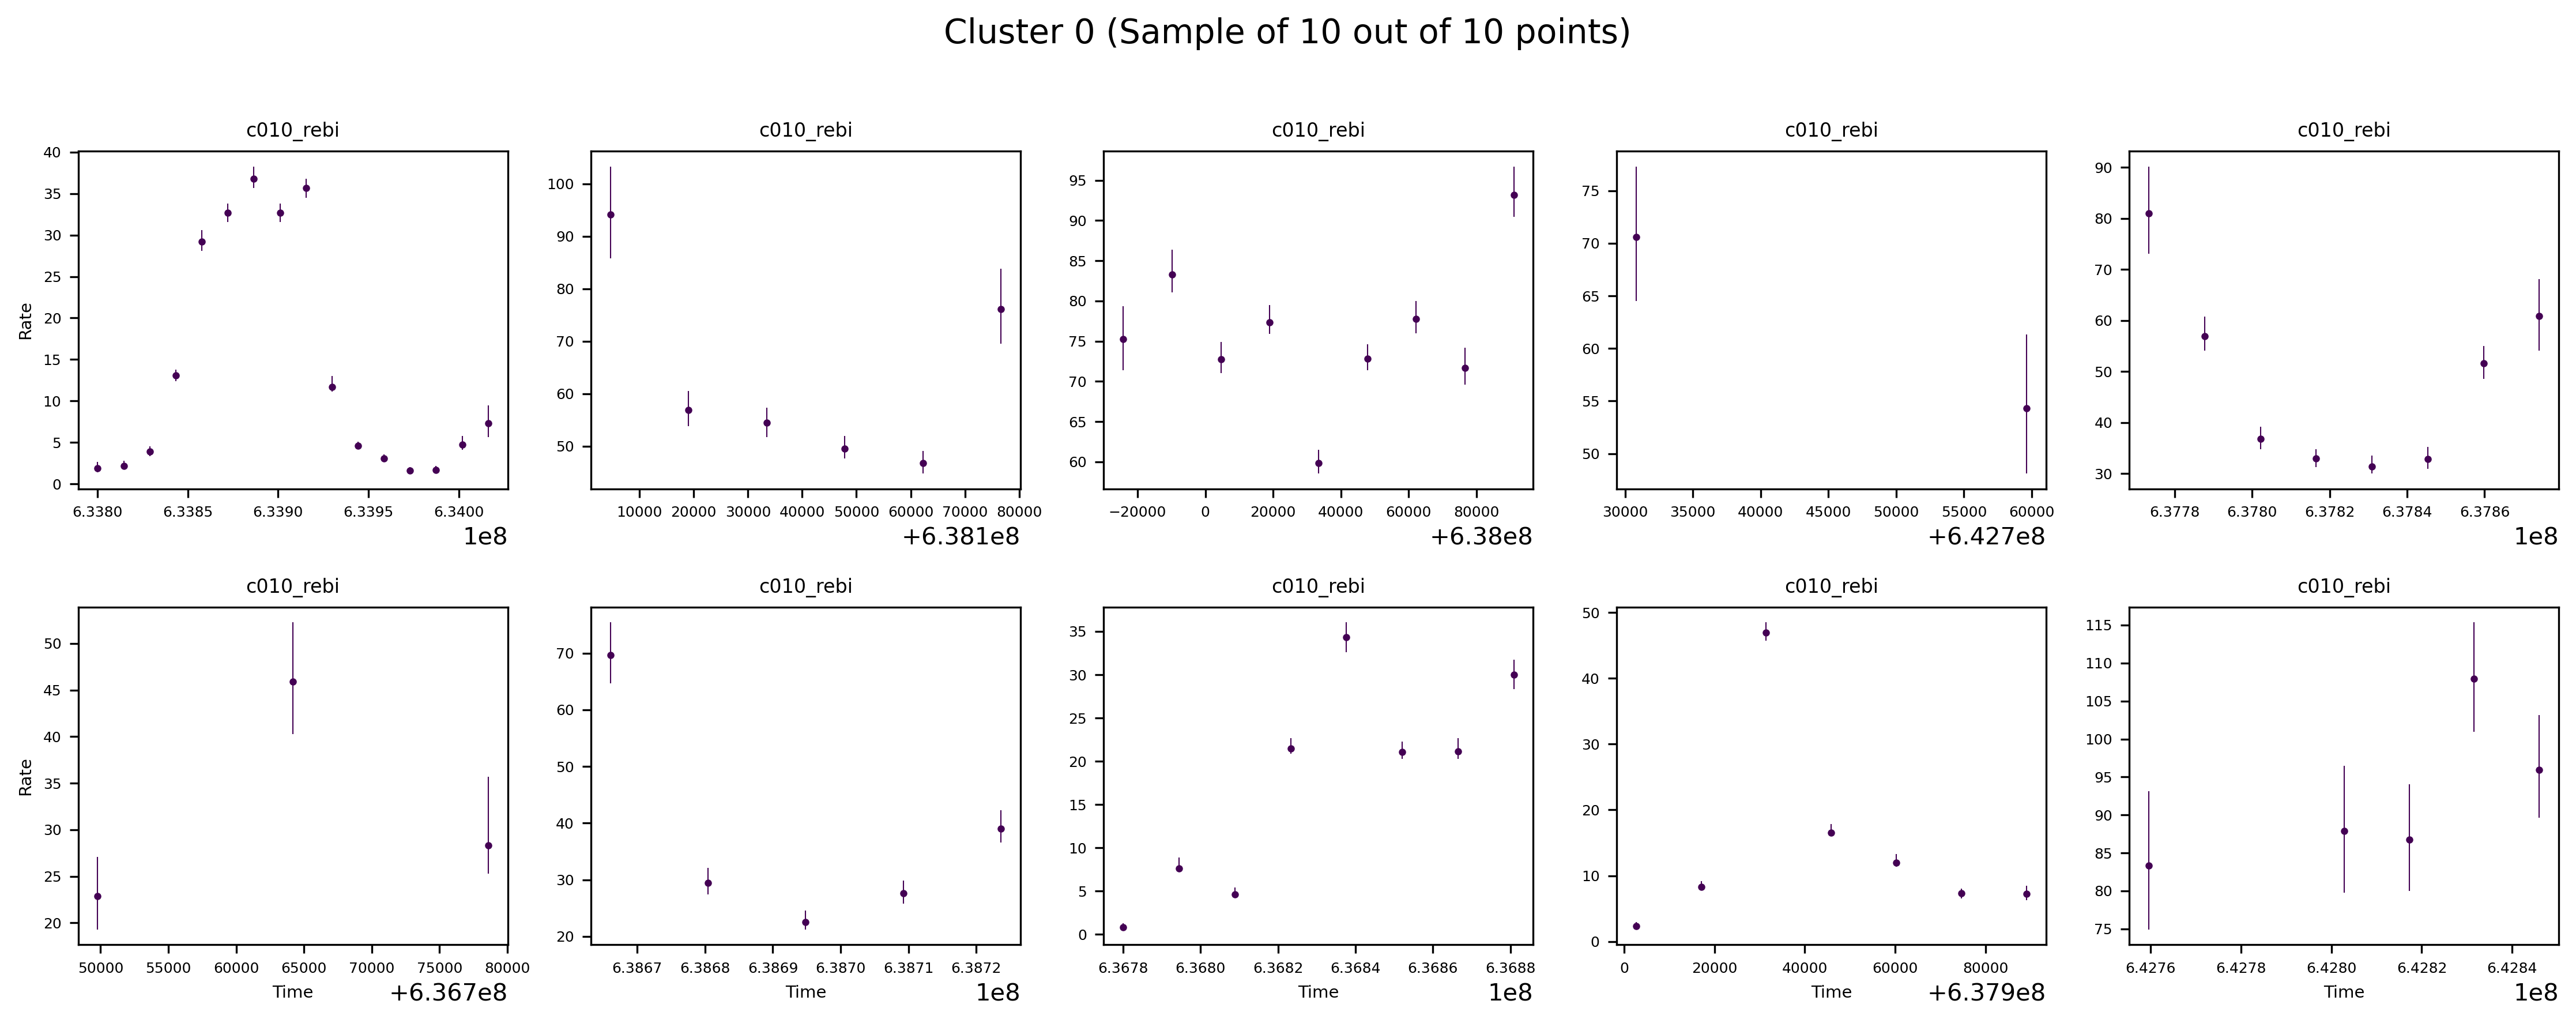 Cluster 0 (Sample of 10 out of 10 points)
c010_rebi c010_rebi c010_rebi c010_rebi c010_rebi
Rate
40
35
30
25
20
15
10
5
0
6.3380 6.3385 6.3390 6.3395 6.3400
1e8
100
90
80
70
60
50
10000 20000 30000 40000 50000 60000 70000 80000
+6.381e8
95
90
85
80
75
70
65
60
−20000 0 20000 40000 60000 80000
+6.38e8
75
70
65
60
55
50
30000 35000 40000 45000 50000 55000 60000
+6.427e8
90
80
70
60
50
40
30
6.3778 6.3780 6.3782 6.3784 6.3786
1e8
c010_rebi c010_rebi c010_rebi c010_rebi c010_rebi
Rate
50
45
40
35
30
25
20
50000 55000 60000 65000 70000 75000 80000
Time +6.367e8
70
60
50
40
30
20
6.3867 6.3868 6.3869 6.3870 6.3871 6.3872
Time 1e8
35
30
25
20
15
10
5
0
6.3678 6.3680 6.3682 6.3684 6.3686 6.3688
Time 1e8
50
40
30
20
10
0
0 20000 40000 60000 80000
Time +6.379e8
115
110
105
100
95
90
85
80
75
6.4276 6.4278 6.4280 6.4282 6.4284
Time 1e8